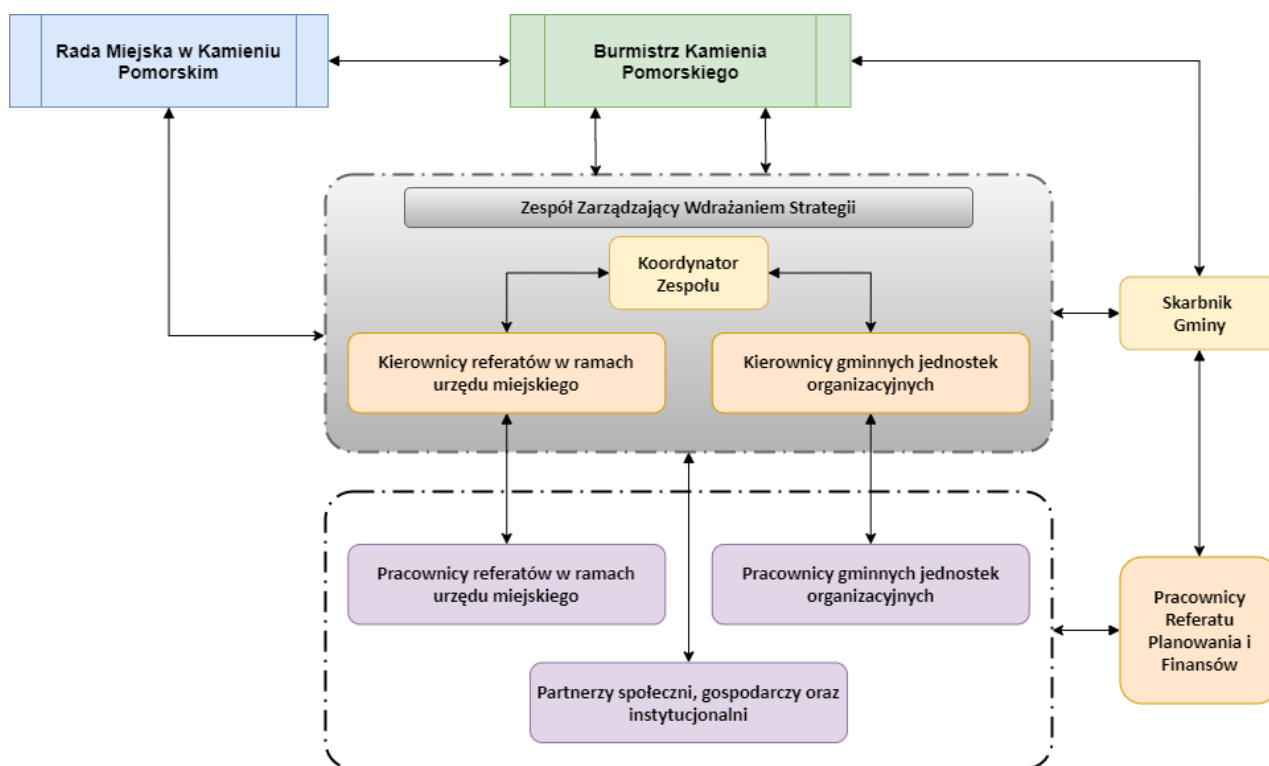 Rada Miejska w Kamieniu
Pomorskim
Burmistrz Kamienia
Pomorskiego
Zespół Zarządzający Wdrażaniem Strategii
Koordynator
Zespołu
Skarbnik
Gminy
Kierownicy referatów w ramach
urzędu miejskiego
Kierownicy gminnych jednostek
organizacyjnych
Pracownicy referatów w ramach
urzędu miejskiego
Pracownicy gminnych jednostek
organizacyjnych
Pracownicy
Referatu
Planowania i
Finansów
Partnerzy społeczni, gospodarczy oraz
instytucjonalni